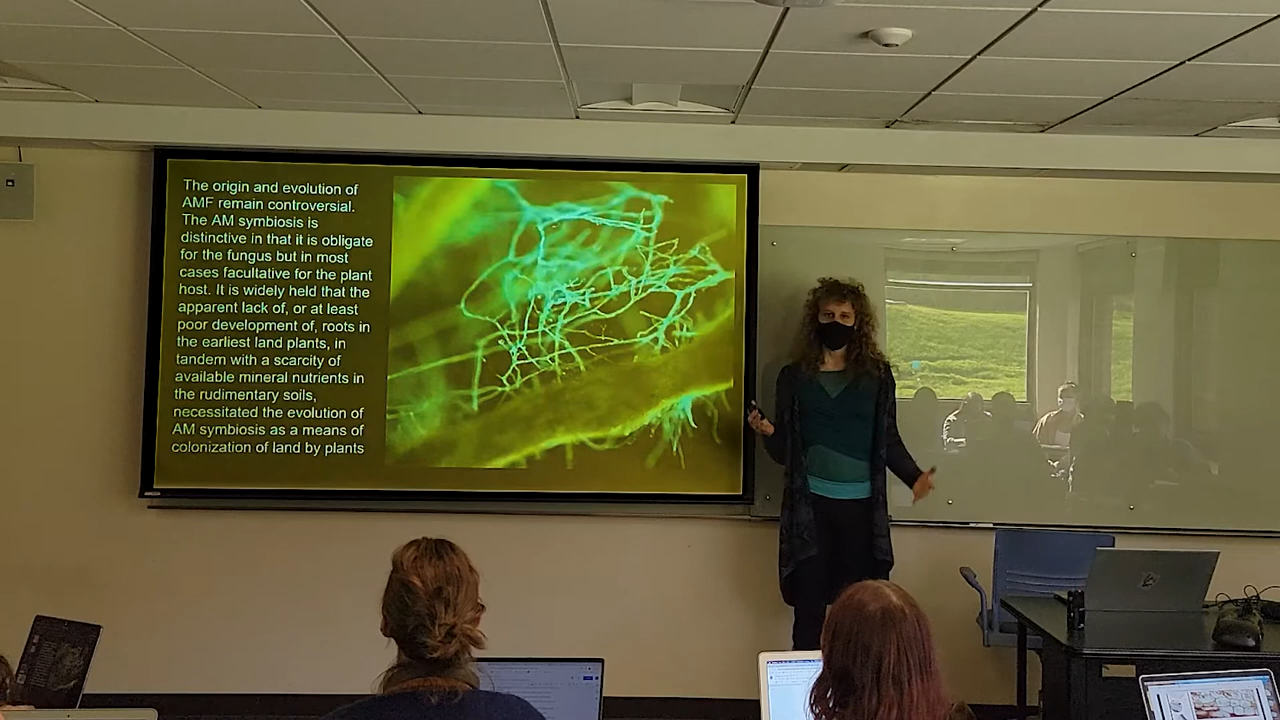 The origin and evolution of
AMF remain controversial.
The AM symbiosis is
distinctive in that it is obligate
for the fungus but in most
cases facultative for the plant
host. It is widely held that the
apparent lack of, or at least
poor development of, roots in
the earliest land plants, in
tandem with a scarcity of
available mineral nutrients in
the rudimentary soils,
necessitated the evolution of
AM symbiosis as a means of
colonization of land by plants